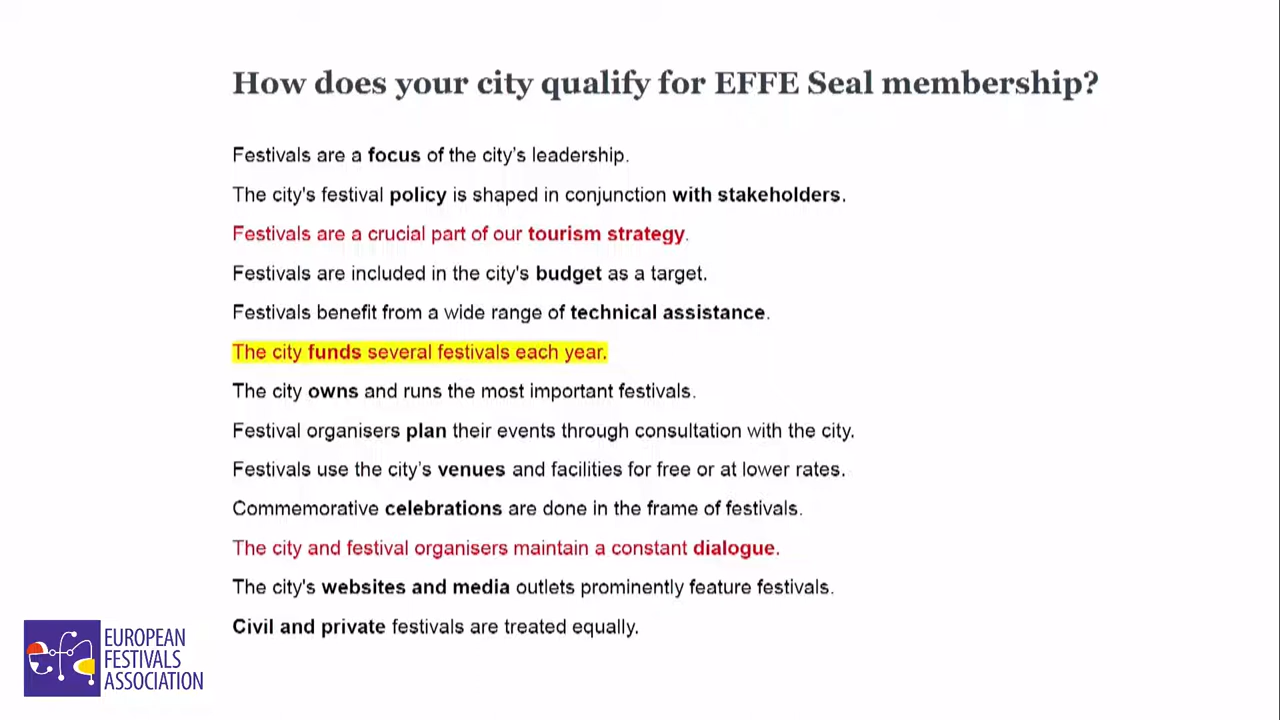 How does your city qualify for EFFE Seal membership?
Festivals are a focus of the city's leadership.
The city's festival policy is shaped in conjunction with stakeholders.
Festivals are a crucial part of our tourism strategy.
Festivals are included in the city's budget as a target.
Festivals benefit from a wide range of technical assistance.
The city funds several festivals each year.
The city owns and runs the most important festivals.
Festival organisers plan their events through consultation with the city.
Festivals use the city's venues and facilities for free or at lower rates.
Commemorative celebrations are done in the frame of festivals.
The city and festival organisers maintain a constant dialogue.
The city's websites and media outlets prominently feature festivals.
Civil and private festivals are treated equally.
EUROPEAN
FESTIVALS
ASSOCIATION